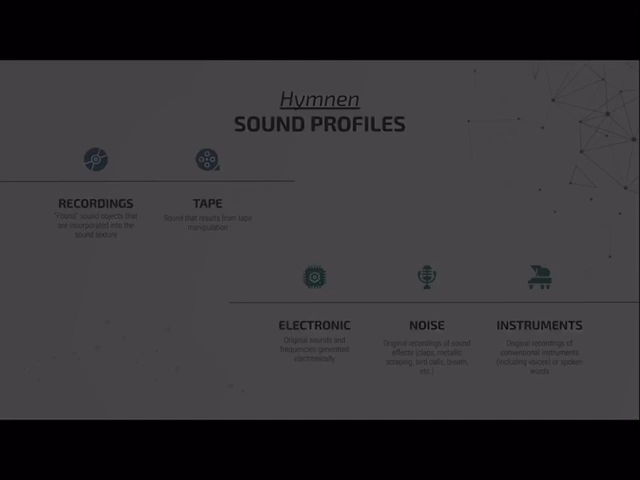 Hymnen
SOUND PROFILES
RECORDINGS
"Found" sound objects that
are incorporated into the
sound texture
TAPE
Sound that results from tape
manipulation
ELECTRONIC
Original sounds and
frequencies generated
electronically
NOISE
Original recordings of sound
effects (claps, metallic
scraping, bird calls, breath,
etc.)
INSTRUMENTS
Original recordings of
conventional instruments
(including voices) or spoken
words